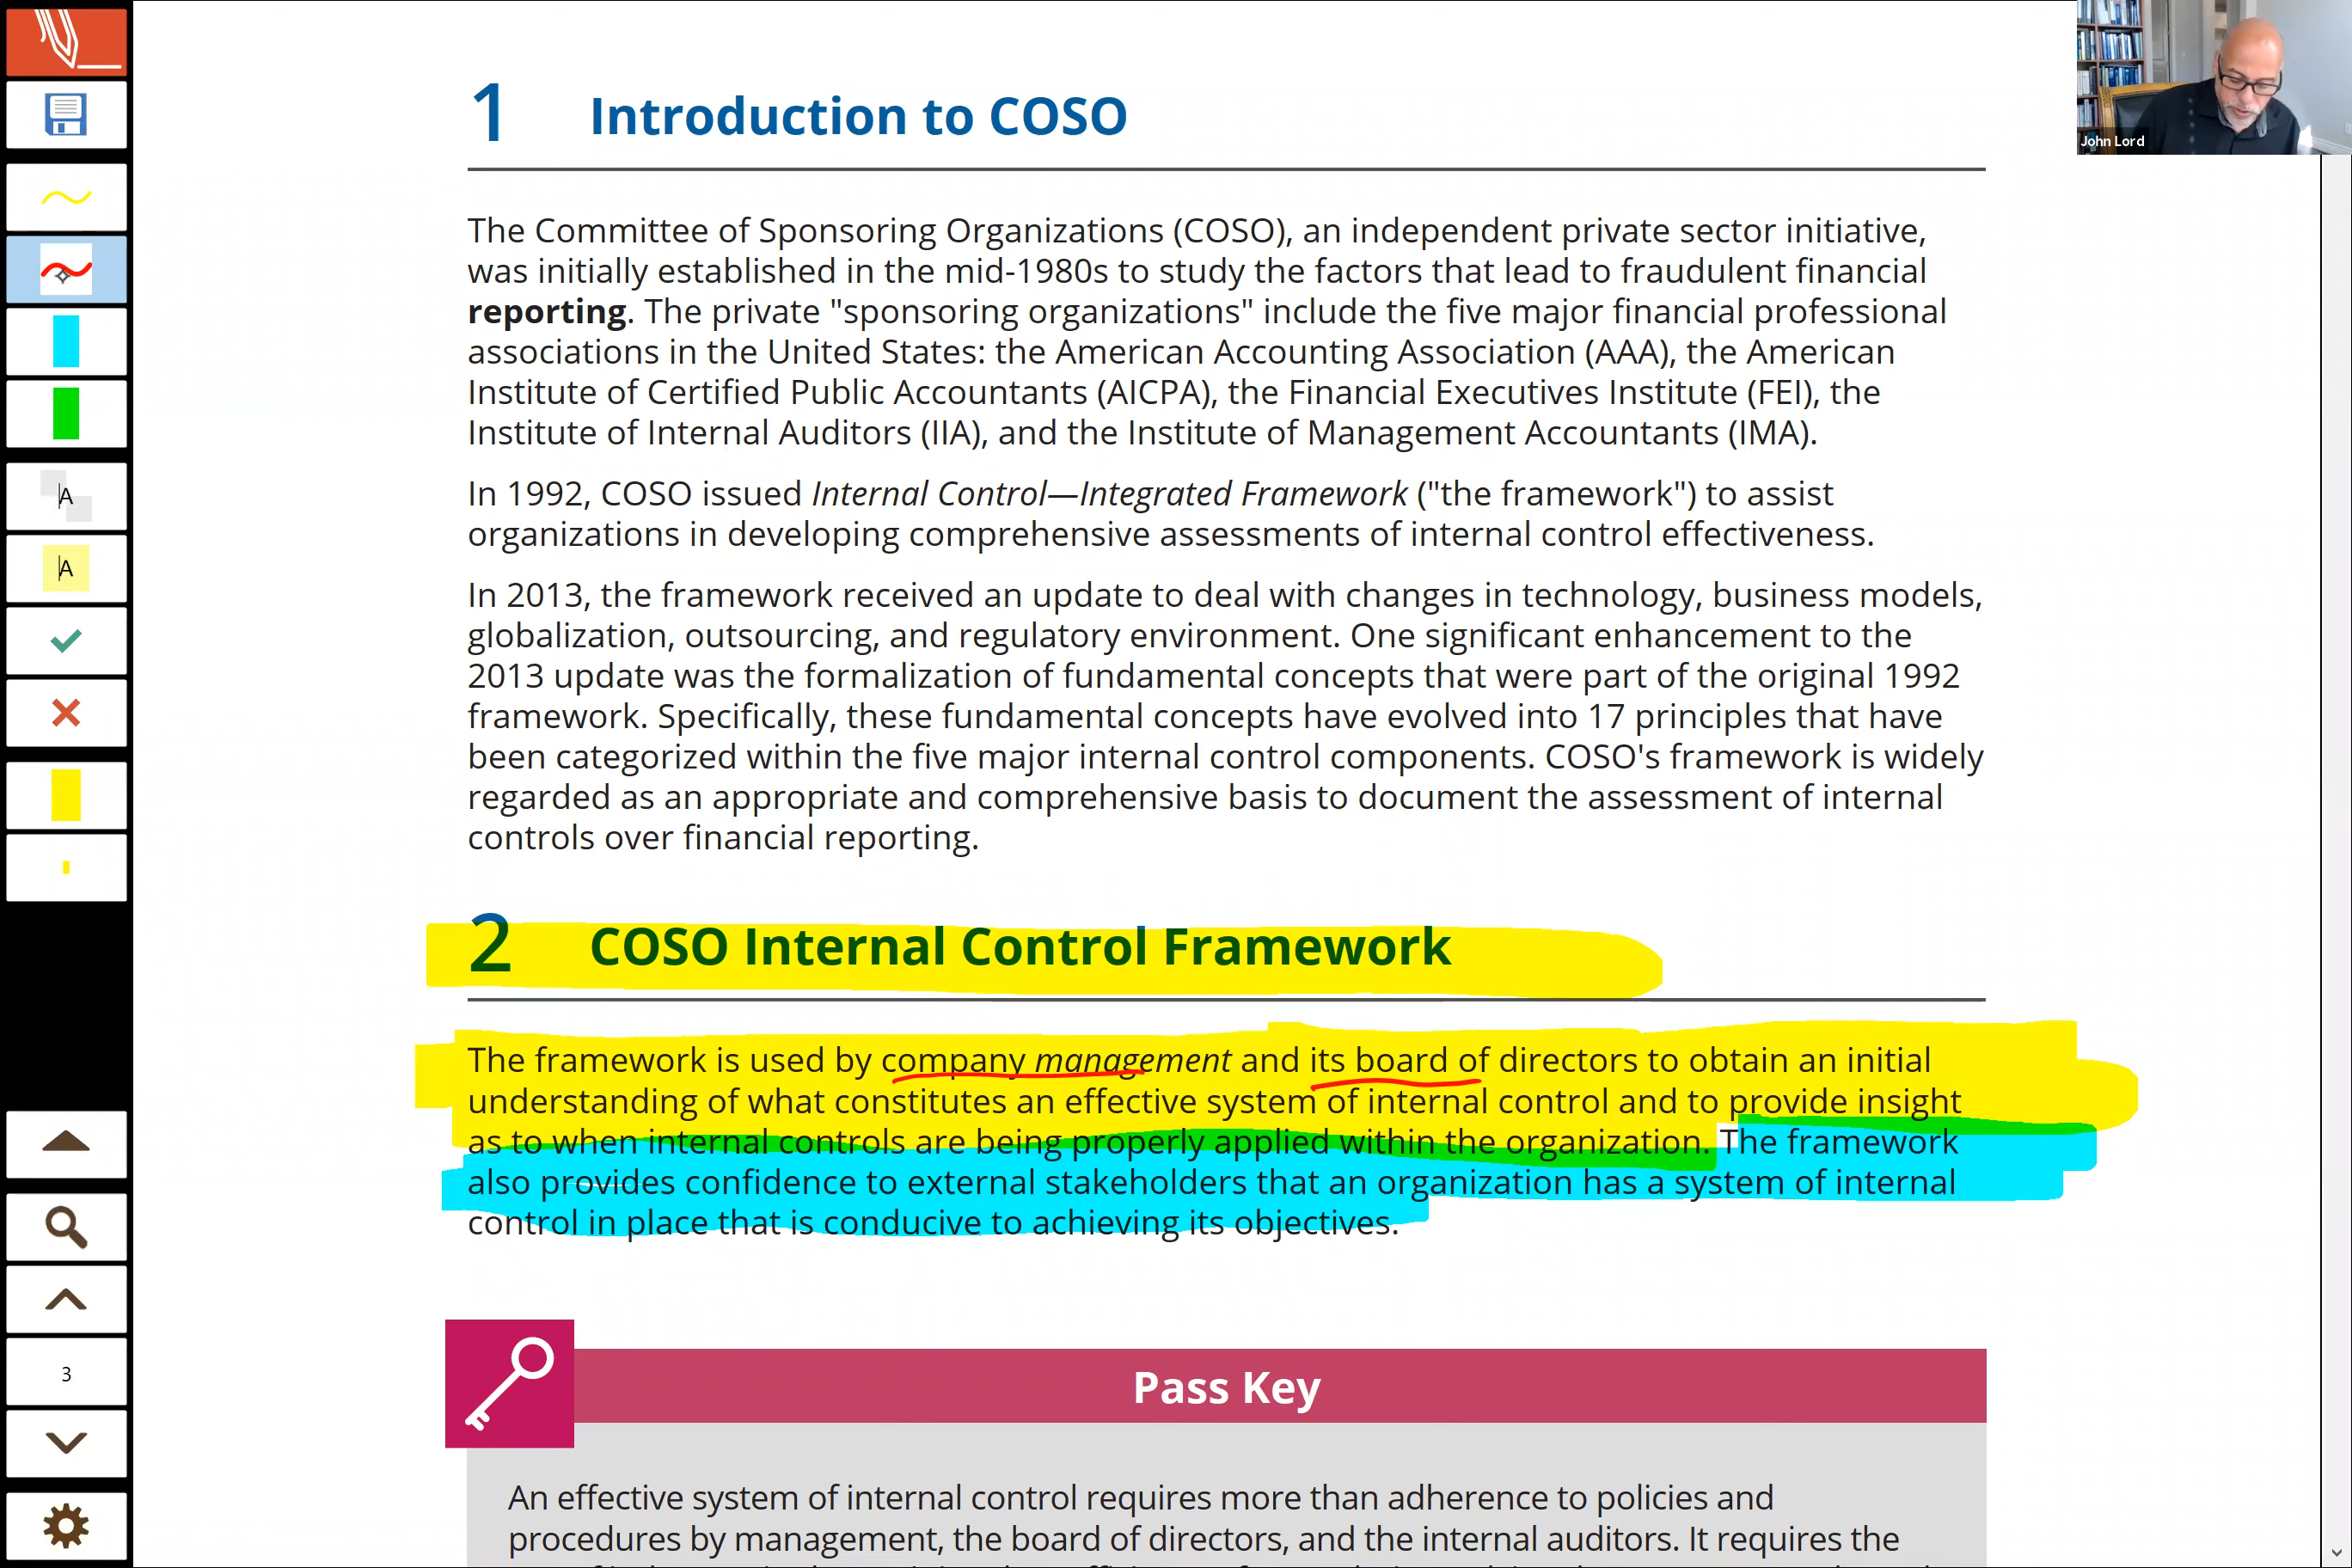 John Lord
1 Introduction to COSO
The Committee of Sponsoring Organizations (COSO), an independent private sector initiative,
was initially established in the mid-1980s to study the factors that lead to fraudulent financial
reporting. The private "sponsoring organizations" include the five major financial professional
associations in the United States: the American Accounting Association (AAA), the American
Institute of Certified Public Accountants (AICPA), the Financial Executives Institute (FEI), the
Institute of Internal Auditors (IIA), and the Institute of Management Accountants (IMA).
In 1992, COSO issued Internal Control—Integrated Framework ("the framework") to assist
organizations in developing comprehensive assessments of internal control effectiveness.
In 2013, the framework received an update to deal with changes in technology, business models,
globalization, outsourcing, and regulatory environment. One significant enhancement to the
2013 update was the formalization of fundamental concepts that were part of the original 1992
framework. Specifically, these fundamental concepts have evolved into 17 principles that have
been categorized within the five major internal control components. COSO's framework is widely
regarded as an appropriate and comprehensive basis to document the assessment of internal
controls over financial reporting.
2 COSO Internal Control Framework
The framework is used by company management and its board of directors to obtain an initial
understanding of what constitutes an effective system of internal control and to provide insight
as to when internal controls are being properly applied within the organization. The framework
also provides confidence to external stakeholders that an organization has a system of internal
control in place that is conducive to achieving its objectives.
Pass Key
An effective system of internal control requires more than adherence to policies and
procedures by management, the board of directors, and the internal auditors. It requires the
A
A
3